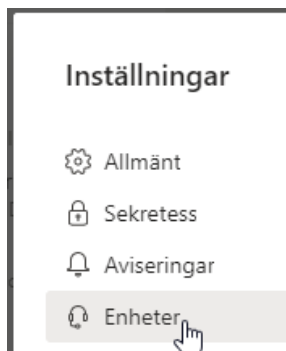 Inställningar
Allmänt
Sekretess
Aviseringar
Enheter